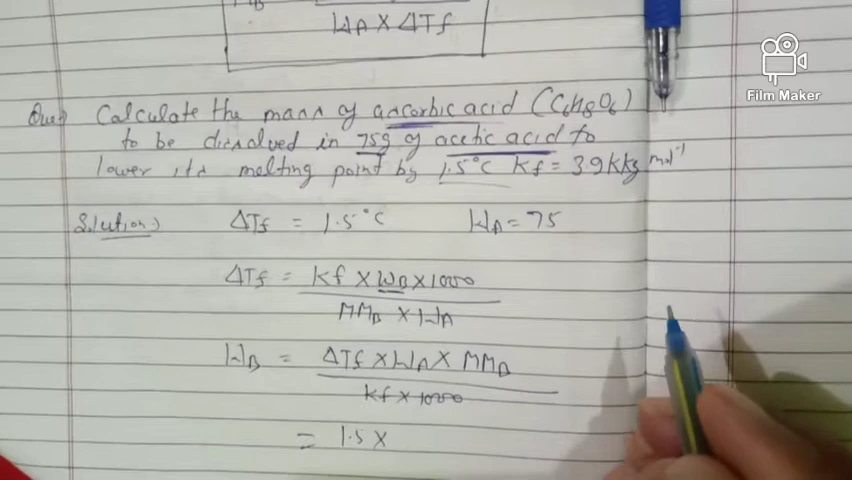 WA X ΔTf
Film Maker
Que) Calculate the mass of ascorbic acid (C6H8O6)
to be dissolved in 75g of acetic acid to
lower its melting point by 1.5°C Kf = 3.9 K kg mol⁻¹
Solution) ΔTf = 1.5°C WA = 75
ΔTf = Kf X WB X 1000
MMB X WA
WB = ΔTf X WA X MMB
Kf X 1000
= 1.5 X